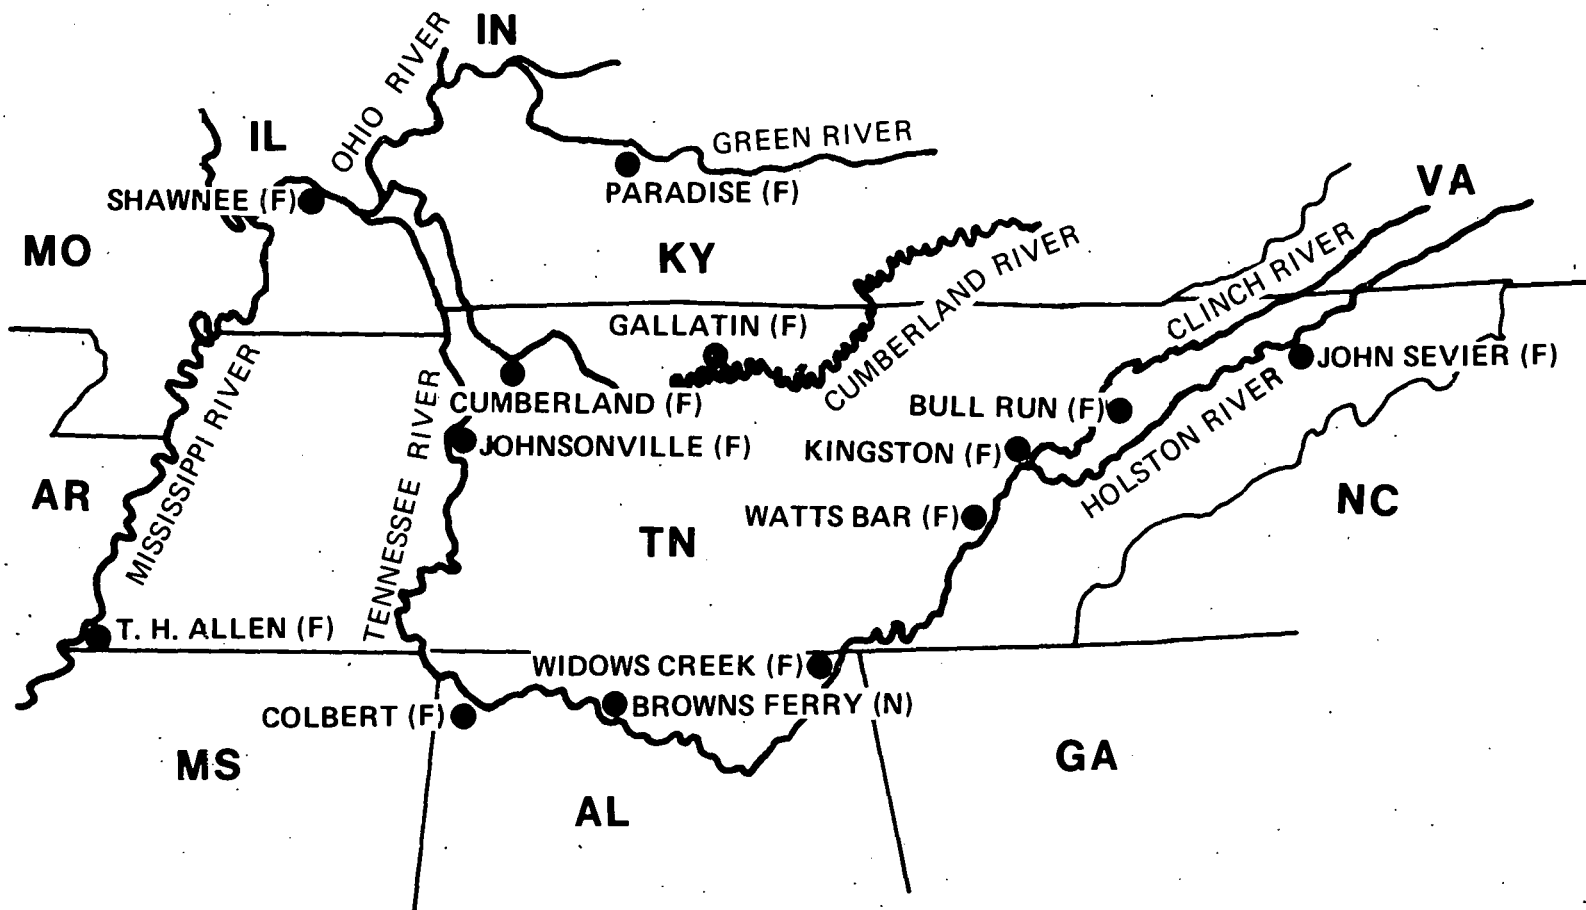 IN
OHIO RIVER
IL
GREEN RIVER
PARADISE (F)
VA
SHAWNEE (F)
MO
KY
CUMBERLAND RIVER
CLINCH RIVER
GALLATIN (F)
JOHN SEVIER (F)
MISSISSIPPI RIVER
TENNESSEE RIVER
CUMBERLAND (F)
BULL RUN (F)
JOHNSONVILLE (F)
KINGSTON (F)
HOLSTON RIVER
AR
NC
WATTS BAR (F)
TN
T. H. ALLEN (F)
WIDOWS CREEK (F)
BROWNS FERRY (N)
COLBERT (F)
MS
GA
AL